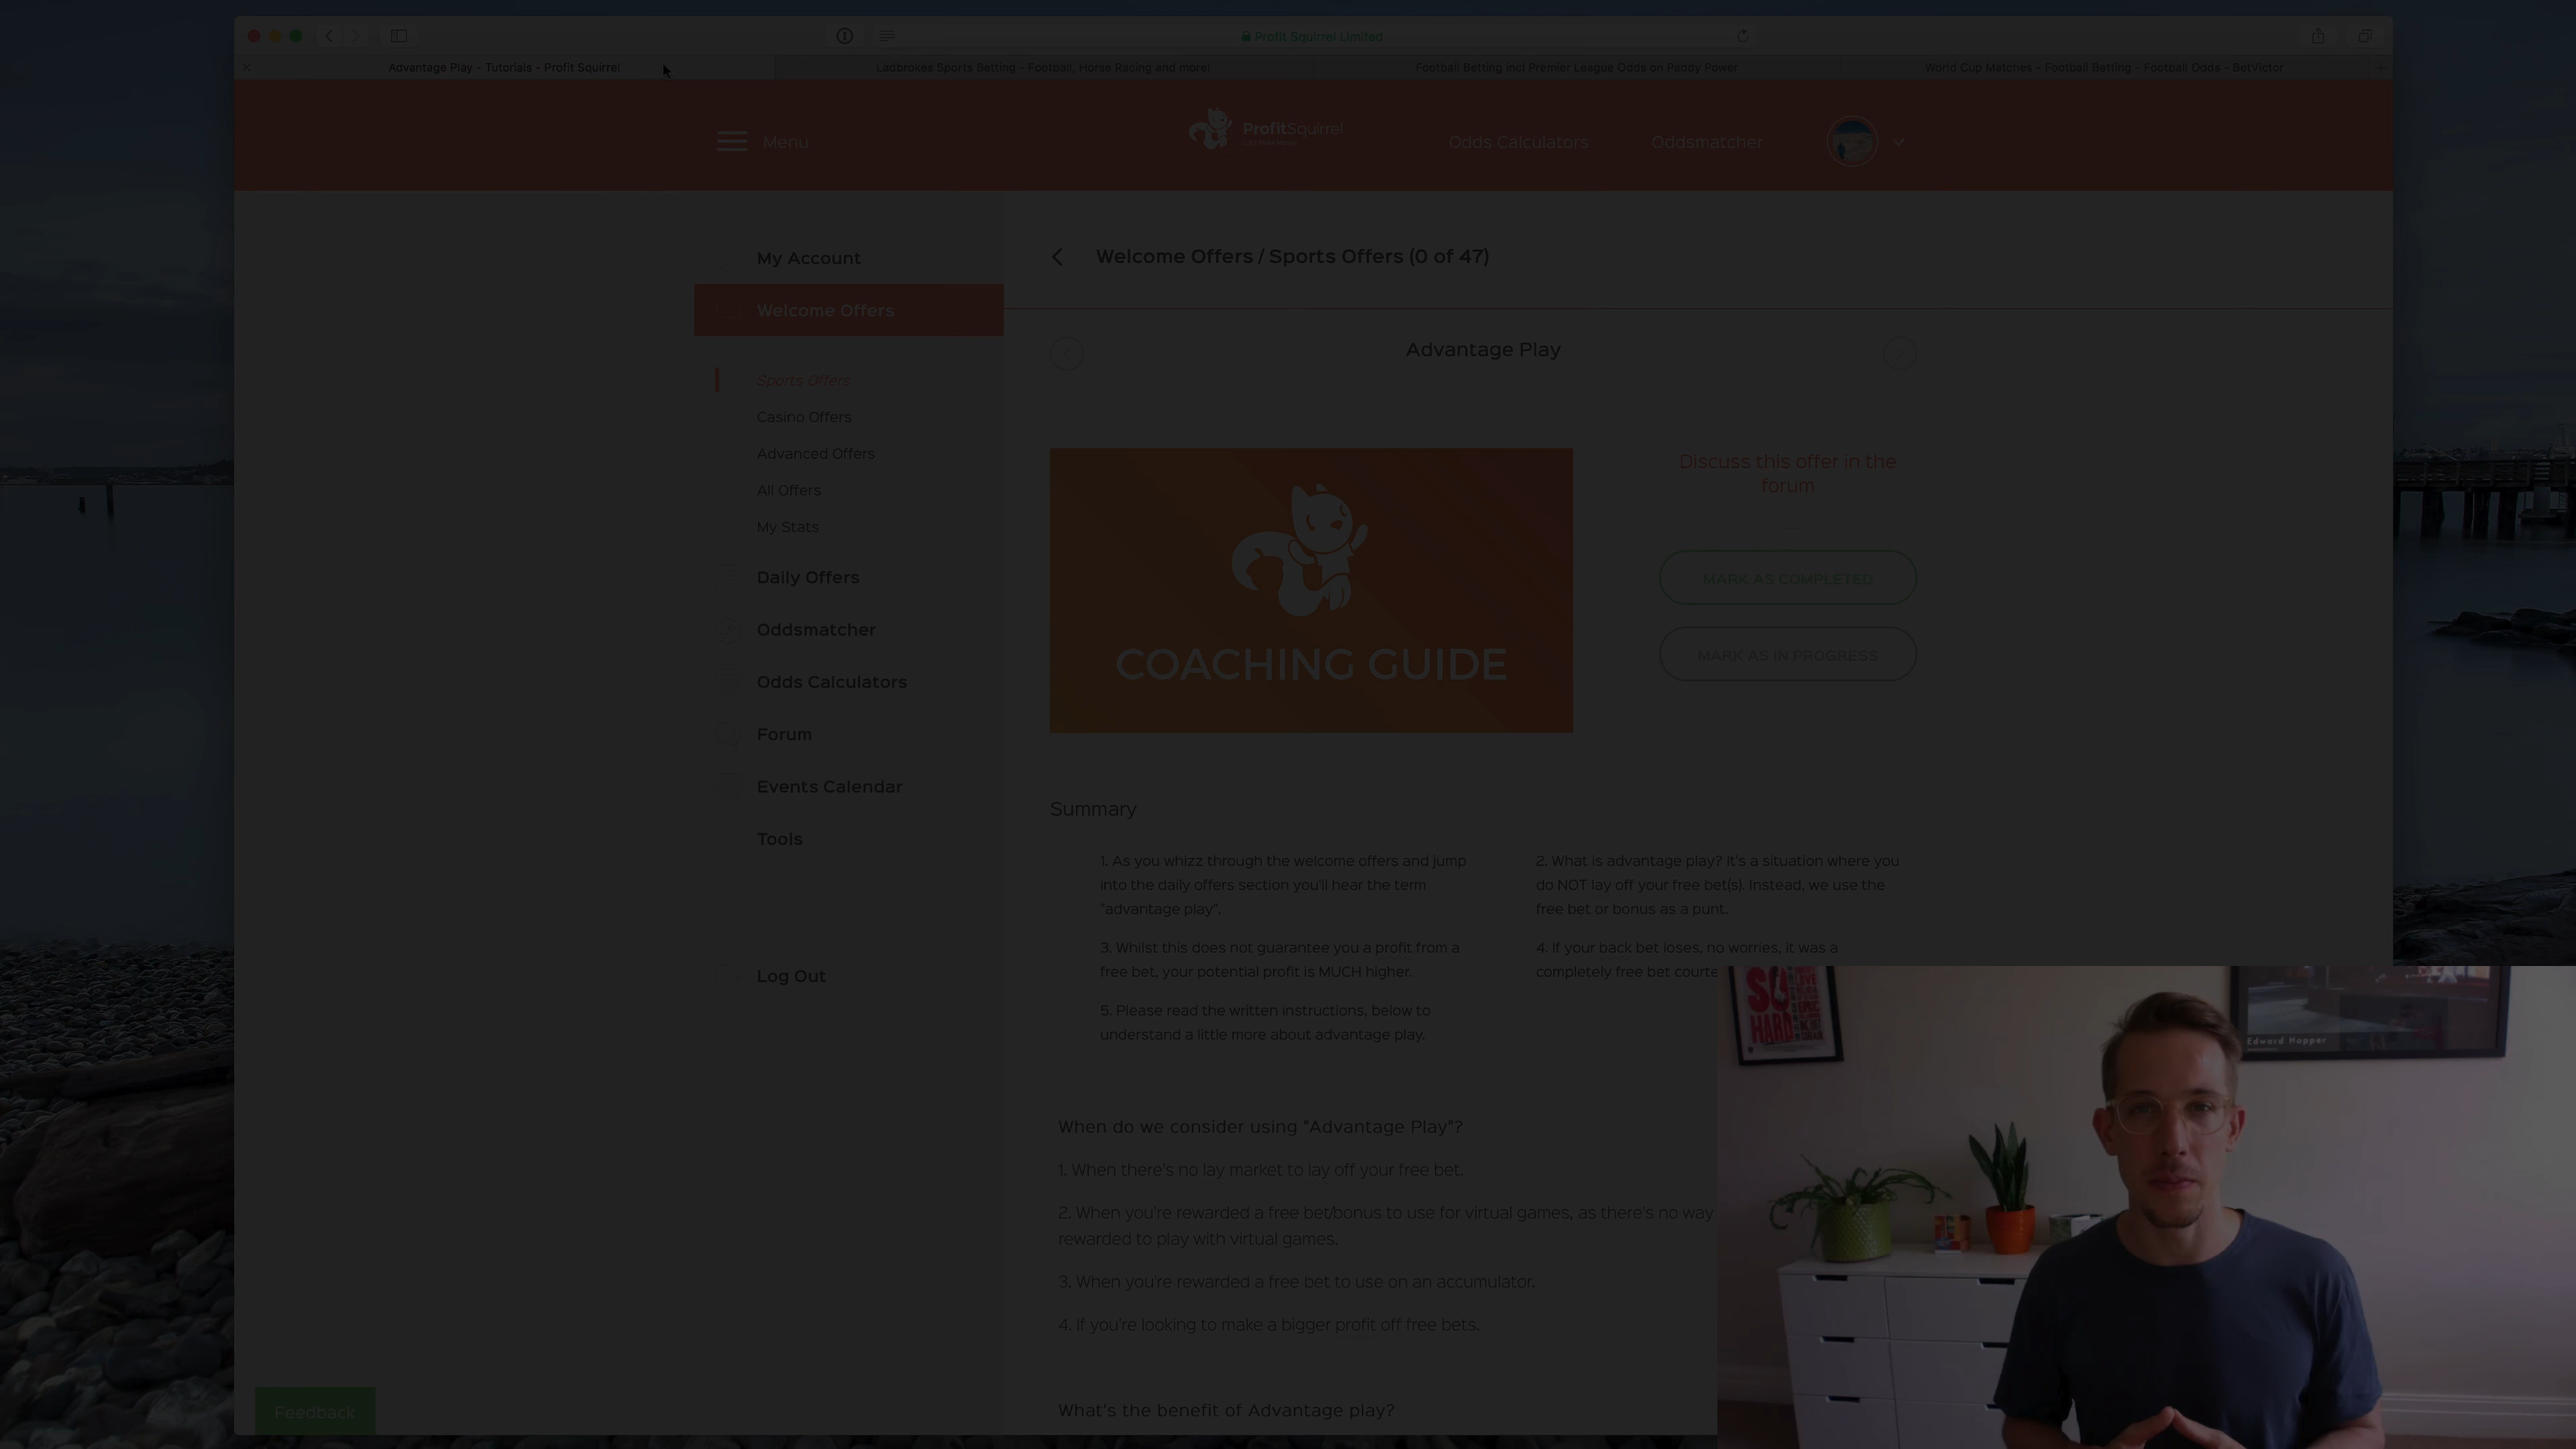 Profit Squirrel Limited
Advantage Play - Tutorials - Profit Squirrel
Ladbrokes Sports Betting - Football, Horse Racing and more!
Football Betting incl Premier League Odds on Paddy Power
World Cup Matches - Football Betting - Football Odds - BetVictor
Menu
ProfitSquirrel
Odds Calculators
Oddsmatcher
My Account
Welcome Offers
Sports Offers
Casino Offers
Advanced Offers
All Offers
My Stats
Daily Offers
Oddsmatcher
Odds Calculators
Forum
Events Calendar
Tools
Log Out
Feedback
Welcome Offers / Sports Offers (0 of 47)
Advantage Play
COACHING GUIDE
Discuss this offer in the
forum
MARK AS COMPLETED
MARK AS IN PROGRESS
Summary
1. As you whizz through the welcome offers and jump
into the daily offers section you'll hear the term
"advantage play".
2. What is advantage play? It's a situation where you
do NOT lay off your free bet(s). Instead, we use the
free bet or bonus as a punt.
3. Whilst this does not guarantee you a profit from a
free bet, your potential profit is MUCH higher.
4. If your back bet loses, no worries, it was a
completely free bet courte
5. Please read the written instructions, below to
understand a little more about advantage play.
When do we consider using "Advantage Play"?
1. When there's no lay market to lay off your free bet.
2. When you're rewarded a free bet/bonus to use for virtual games, as there's no way
rewarded to play with virtual games.
3. When you're rewarded a free bet to use on an accumulator.
4. If you're looking to make a bigger profit off free bets.
What's the benefit of Advantage play?
HARD
Edward Hopper